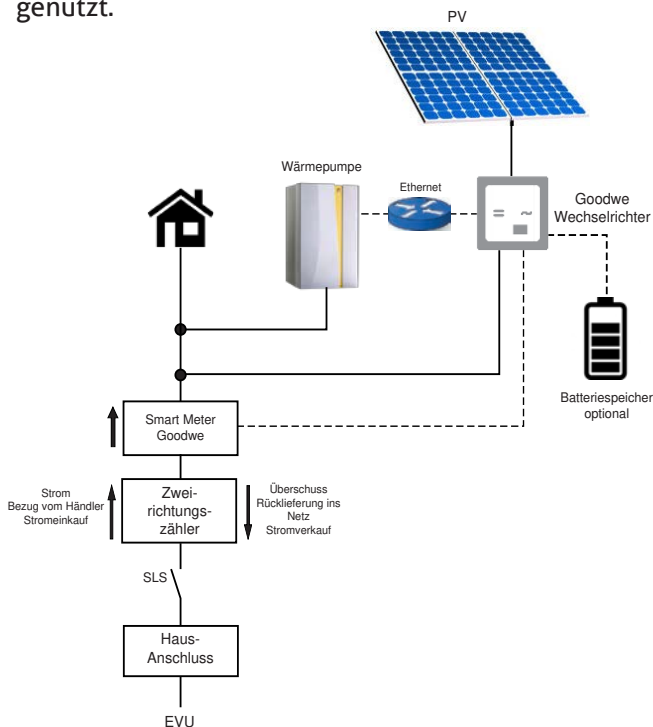 genutzt.
PV
Wärmepumpe
Ethernet
Goodwe
Wechselrichter
= ~
Batteriespeicher
optional
Smart Meter
Goodwe
Strom
Bezug vom Händler
Stromeinkauf
Zwei-
richtungs-
zähler
Überschuss
Rücklieferung ins
Netz
Stromverkauf
SLS
Haus-
Anschluss
EVU